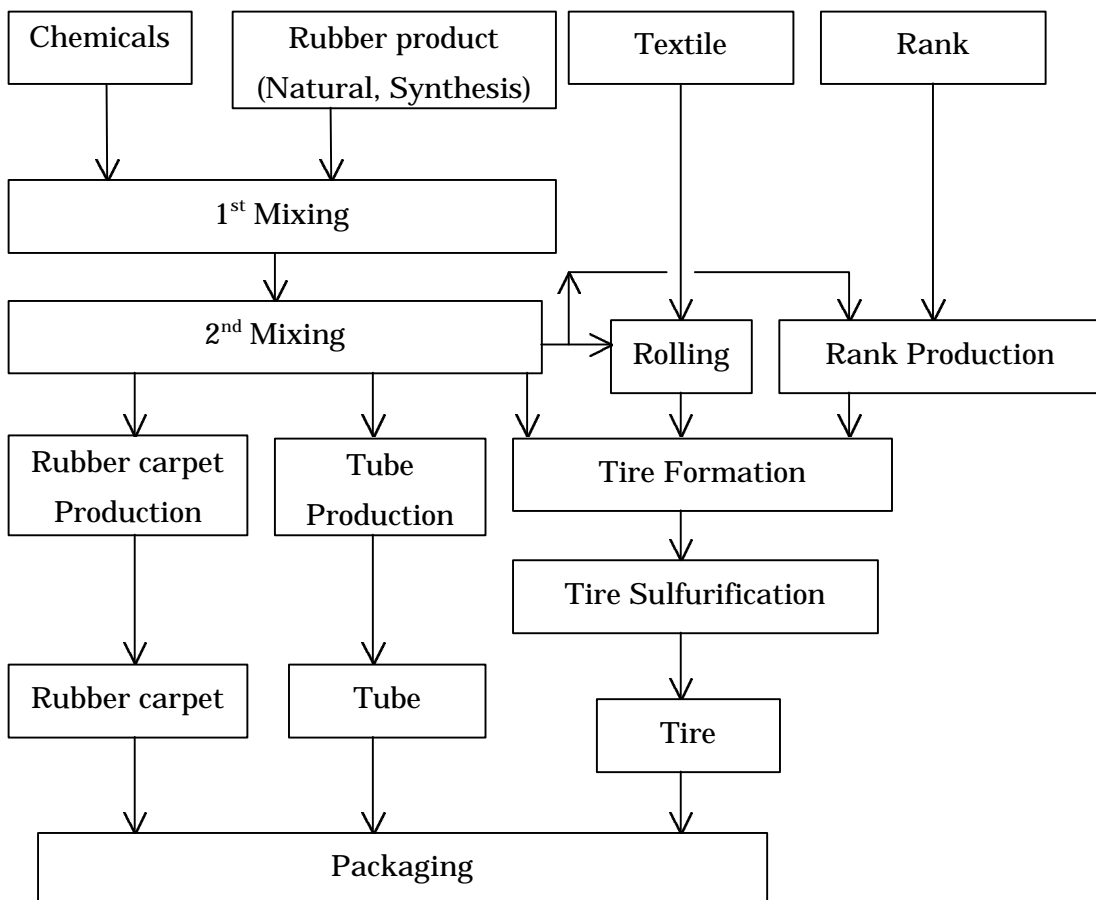 Chemicals
Rubber product
(Natural, Synthesis)
Textile
Rank
1st Mixing
2nd Mixing
Rolling
Rank Production
Rubber carpet
Production
Tube
Production
Tire Formation
Tire Sulfurification
Rubber carpet
Tube
Tire
Packaging